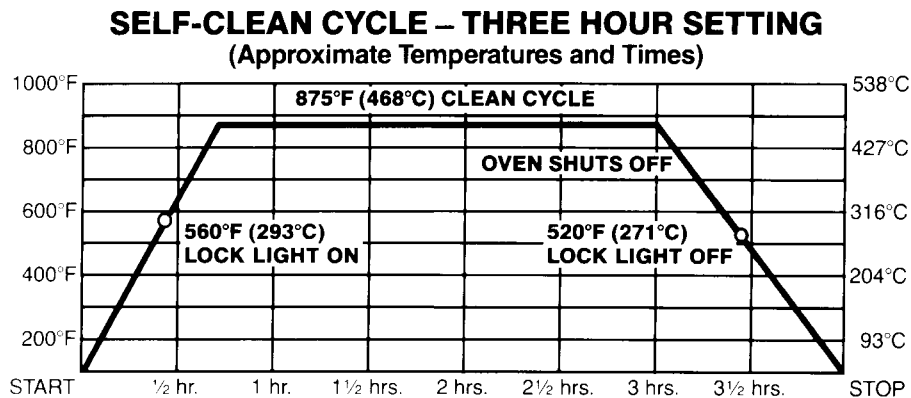 SELF-CLEAN CYCLE – THREE HOUR SETTING
(Approximate Temperatures and Times)
1000°F
538°C
875°F (468°C) CLEAN CYCLE
800°F
427°C
OVEN SHUTS OFF
600°F
316°C
560°F (293°C)
LOCK LIGHT ON
520°F (271°C)
LOCK LIGHT OFF
400°F
204°C
200°F
93°C
START ½ hr. 1 hr. 1½ hrs. 2 hrs. 2½ hrs. 3 hrs. 3½ hrs. STOP